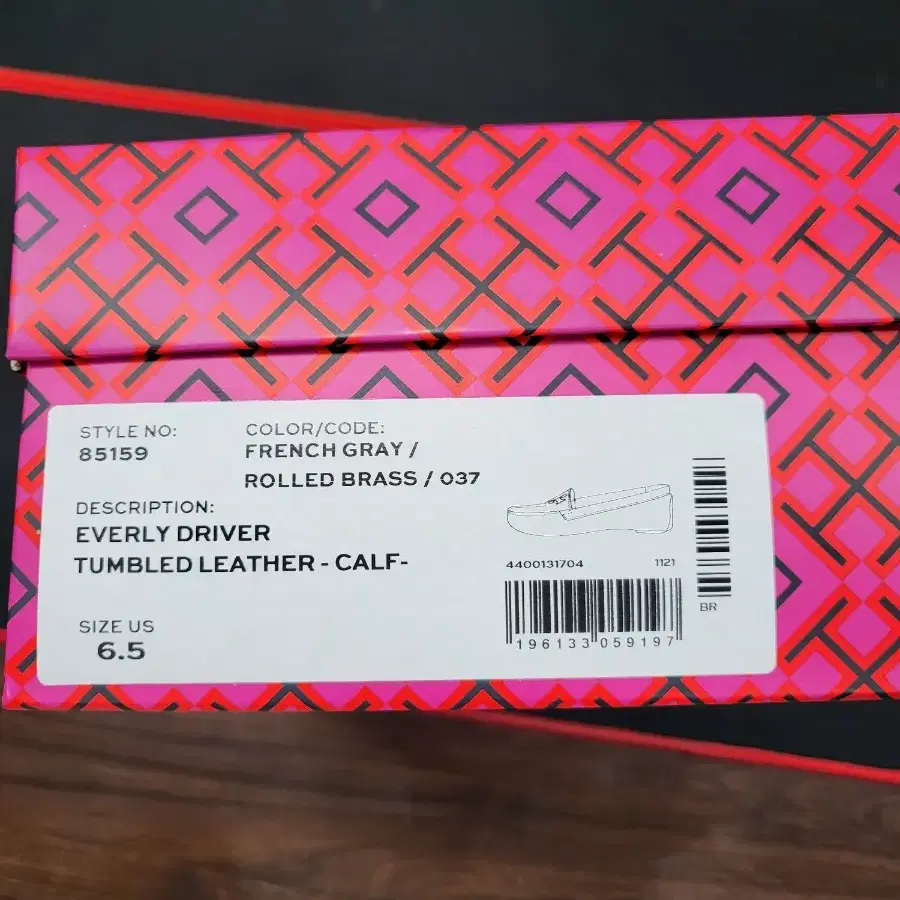 STYLE NO:
85159
COLOR/CODE:
FRENCH GRAY /
ROLLED BRASS / 037
DESCRIPTION:
EVERLY DRIVER
TUMBLED LEATHER - CALF-
SIZE US
6.5
4400131704 1121
196133 059197
BR